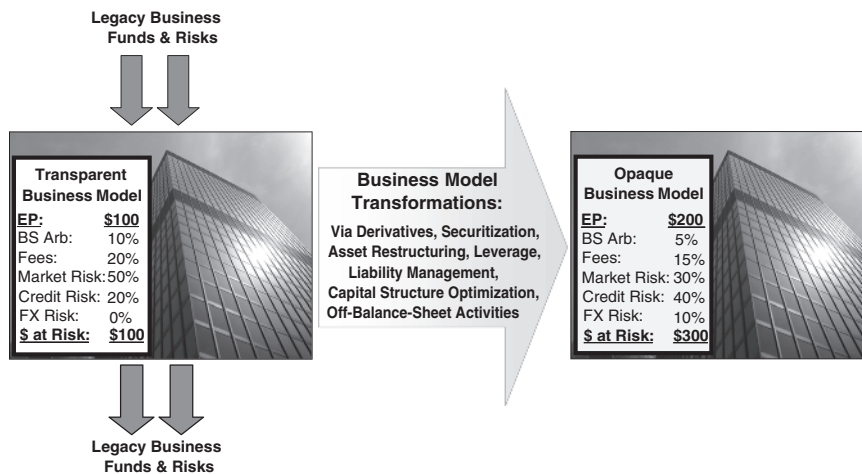 Legacy Business
Funds & Risks
Transparent
Business Model
EP: $100
BS Arb: 10%
Fees: 20%
Market Risk: 50%
Credit Risk: 20%
FX Risk: 0%
$ at Risk: $100
Business Model
Transformations:
Via Derivatives, Securitization,
Asset Restructuring, Leverage,
Liability Management,
Capital Structure Optimization,
Off-Balance-Sheet Activities
Opaque
Business Model
EP: $200
BS Arb: 5%
Fees: 15%
Market Risk: 30%
Credit Risk: 40%
FX Risk: 10%
$ at Risk: $300
Legacy Business
Funds & Risks